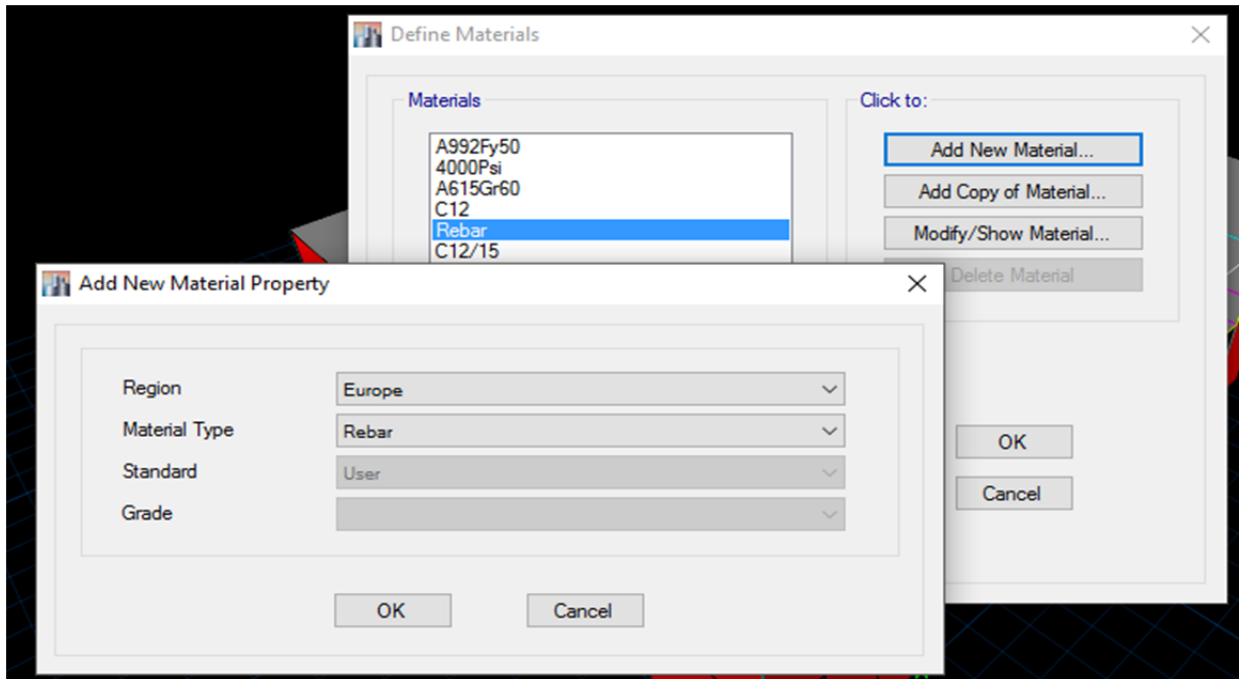 Define Materials
Materials
A992Fy50
4000Psi
A615Gr60
C12
Rebar
C12/15
Click to:
Add New Material...
Add Copy of Material...
Modify/Show Material...
Delete Material
OK
Cancel
Add New Material Property
Region
Europe
Material Type
Rebar
Standard
User
Grade
OK
Cancel